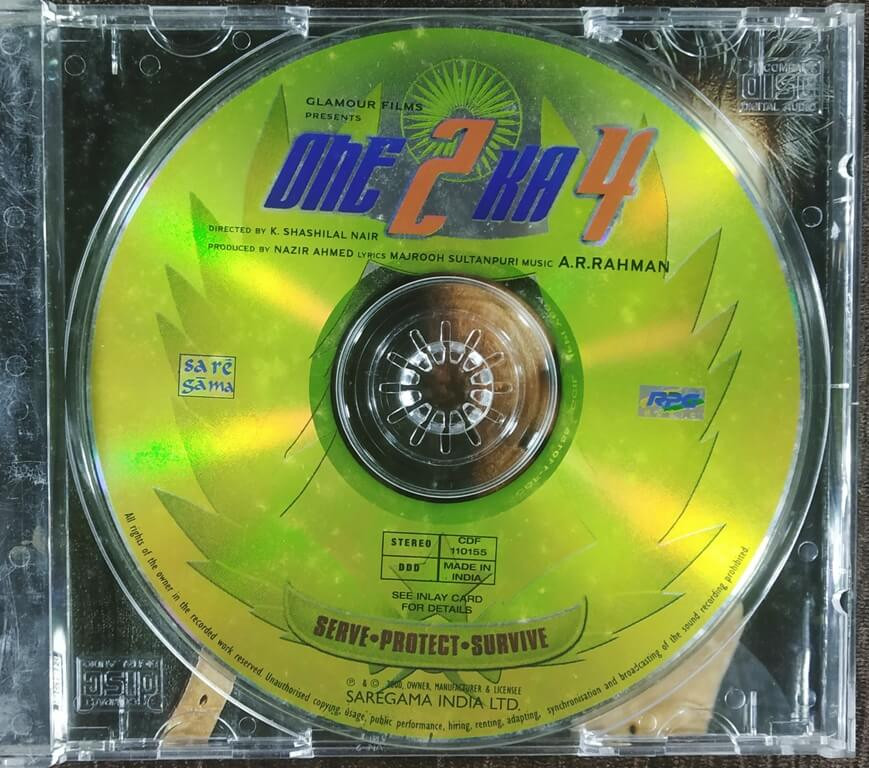 GLAMOUR FILMS
PRESENTS
One 2 KA 4
DIRECTED BY K. SHASHILAL NAIR
PRODUCED BY NAZIR AHMED LYRICS MAJROOH SULTANPURI MUSIC A.R.RAHMAN
COMPACT
DISC
DIGITAL AUDIO
sa rē
gāma
RPG
STEREO CDF 110155
DDD MADE IN INDIA
SEE INLAY CARD
FOR DETAILS
SERVE•PROTECT•SURVIVE
℗ & © 2000, OWNER, MANUFACTURER & LICENSEE
SAREGAMA INDIA LTD.
All rights of the owner in the recorded work reserved. Unauthorised copying, usage, public performance, hiring, renting, adapting, synchronisation and broadcasting of the sound recording prohibited.